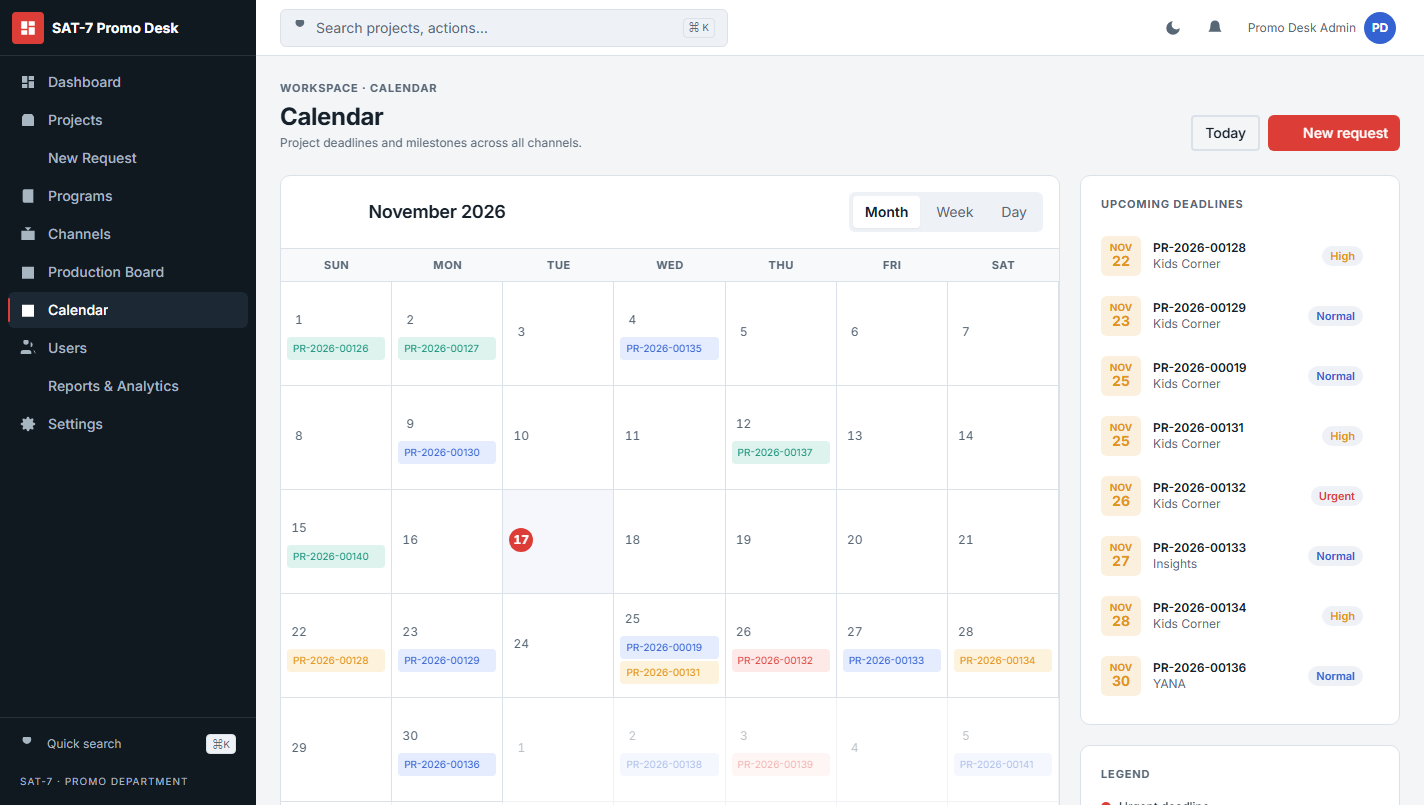 SAT-7 Promo Desk
Dashboard
Projects
New Request
Programs
Channels
Production Board
Calendar
Users
Reports & Analytics
Settings
Quick search
⌘K
SAT-7 · PROMO DEPARTMENT
Search projects, actions...
⌘ K
Promo Desk Admin
PD
WORKSPACE · CALENDAR
Calendar
Project deadlines and milestones across all channels.
Today
New request
November 2026
Month
Week
Day
SUN MON TUE WED THU FRI SAT
1 2 3 4 5 6 7
PR-2026-00126 PR-2026-00127 PR-2026-00135
8 9 10 11 12 13 14
PR-2026-00130 PR-2026-00137
15 16 17 18 19 20 21
PR-2026-00140
22 23 24 25 26 27 28
PR-2026-00128 PR-2026-00129 PR-2026-00019 PR-2026-00132 PR-2026-00133 PR-2026-00134
PR-2026-00131
29 30 1 2 3 4 5
PR-2026-00136 PR-2026-00138 PR-2026-00139 PR-2026-00141
UPCOMING DEADLINES
NOV 22
PR-2026-00128
Kids Corner
High
NOV 23
PR-2026-00129
Kids Corner
Normal
NOV 25
PR-2026-00019
Kids Corner
Normal
NOV 25
PR-2026-00131
Kids Corner
High
NOV 26
PR-2026-00132
Kids Corner
Urgent
NOV 27
PR-2026-00133
Insights
Normal
NOV 28
PR-2026-00134
Kids Corner
High
NOV 30
PR-2026-00136
YANA
Normal
LEGEND
Urgent deadline